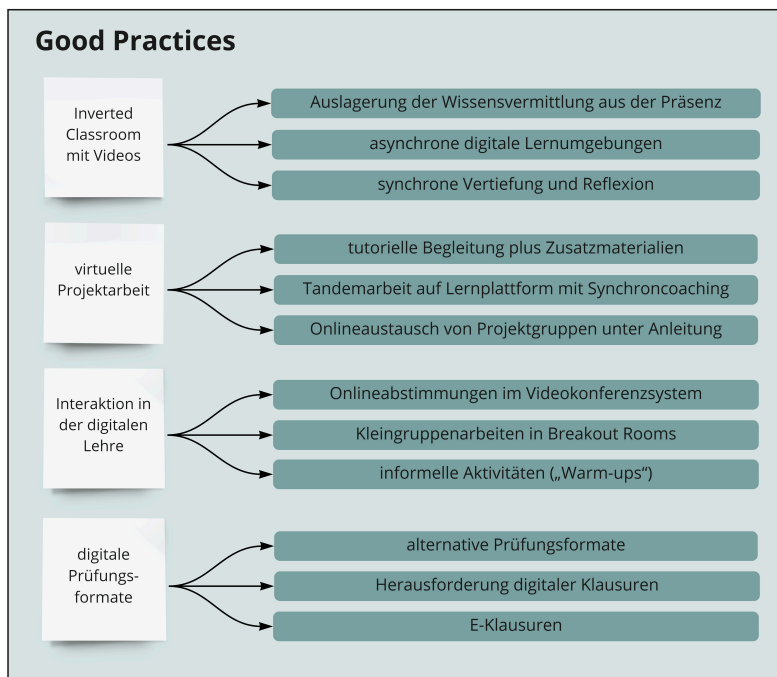 Good Practices
Inverted
Classroom
mit Videos
Auslagerung der Wissensvermittlung aus der Präsenz
asynchrone digitale Lernumgebungen
synchrone Vertiefung und Reflexion
virtuelle
Projektarbeit
tutorielle Begleitung plus Zusatzmaterialien
Tandemarbeit auf Lernplattform mit Synchroncoaching
Onlineaustausch von Projektgruppen unter Anleitung
Interaktion in
der digitalen
Lehre
Onlineabstimmungen im Videokonferenzsystem
Kleingruppenarbeiten in Breakout Rooms
informelle Aktivitäten („Warm-ups“)
digitale
Prüfungs-
formate
alternative Prüfungsformate
Herausforderung digitaler Klausuren
E-Klausuren